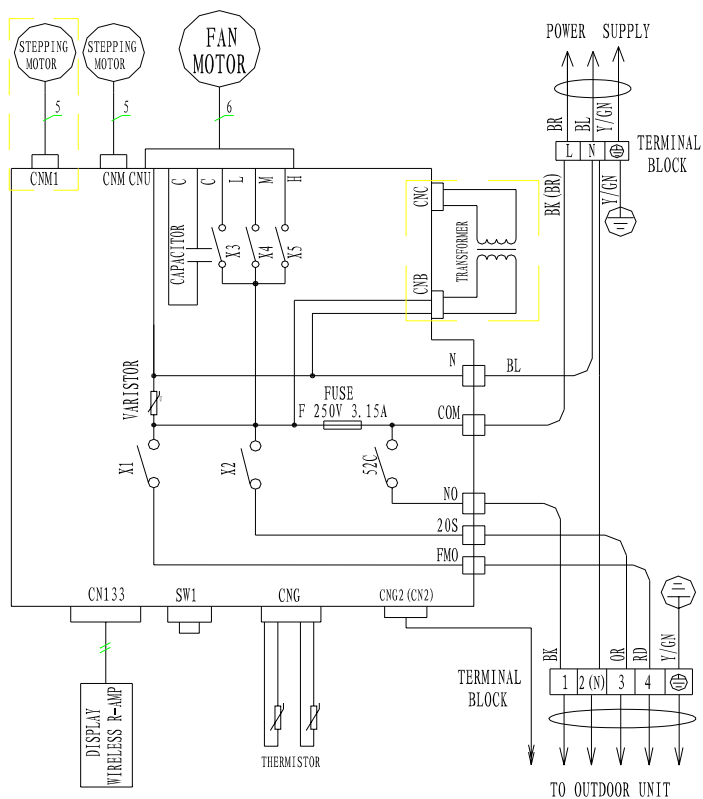 STEPPING
MOTOR
STEPPING
MOTOR
FAN
MOTOR
POWER SUPPLY
5
5
6
BR
BL
Y/GN
L
N
TERMINAL
BLOCK
CNM1
CNM
CNU
C
C
L
M
H
CNC
BK(BR)
Y/GN
CAPACITOR
X3
X4
X5
TRANSFORMER
CNB
N
BL
VARISTOR
FUSE
F 250V 3.15A
COM
X1
X2
52C
NO
20S
FMO
CN133
SW1
CNG
CNG2(CN2)
BK
OR
RD
Y/GN
TERMINAL
BLOCK
1
2(N)
3
4
DISPLAY
WIRELESS R-AMP
THERMISTOR
TO OUTDOOR UNIT